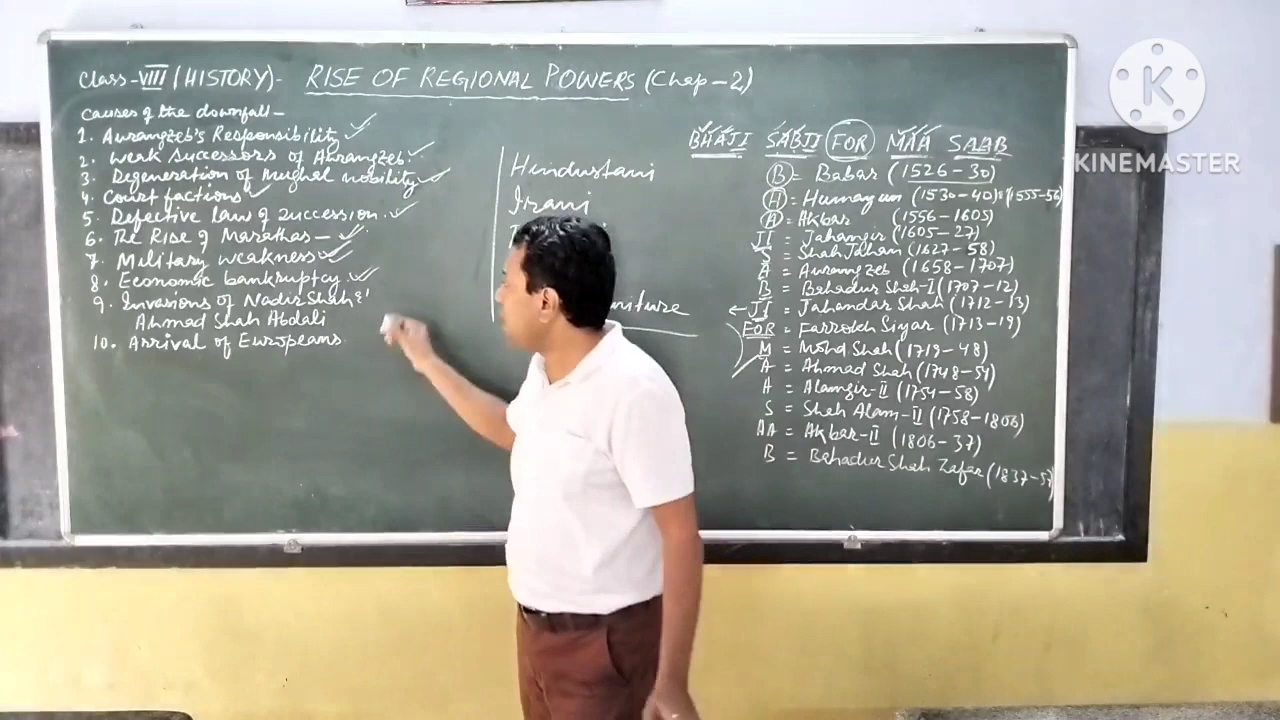 Class-VIII (HISTORY)- RISE OF REGIONAL POWERS (Chap-2)
Causes of the downfall-
1. Aurangzeb's Responsibility
2. Weak successors of Aurangzeb.
3. Degeneration of Mughal nobility
4. Court factions
5. Defective law of succession.
6. The Rise of Marathas-
7. Military weakness
8. Economic bankruptcy
9. Invasions of Nadir Shah &
Ahmad Shah Abdali
10. Arrival of Europeans.
Hindustani
Irani
BHAJI SABJI FOR MAA SAAB
B = Babar (1526-30)
H = Humayun (1530-40) & (1555-56)
A = Akbar (1556-1605)
J = Jahangir (1605-27)
S = Shah Jahan (1627-58)
A = Aurangzeb (1658-1707)
B = Bahadur Shah-I (1707-12)
JI = Jahandar Shah (1712-13)
FOR = Farrokh Siyar (1713-19)
M = Mohd Shah (1719-48)
A = Ahmad Shah (1748-54)
A = Alamgir-II (1754-58)
S = Shah Alam-II (1758-1806)
AA = Akbar-II (1806-37)
B = Bahadur Shah Zafar (1837-57)
K
KINEMASTER